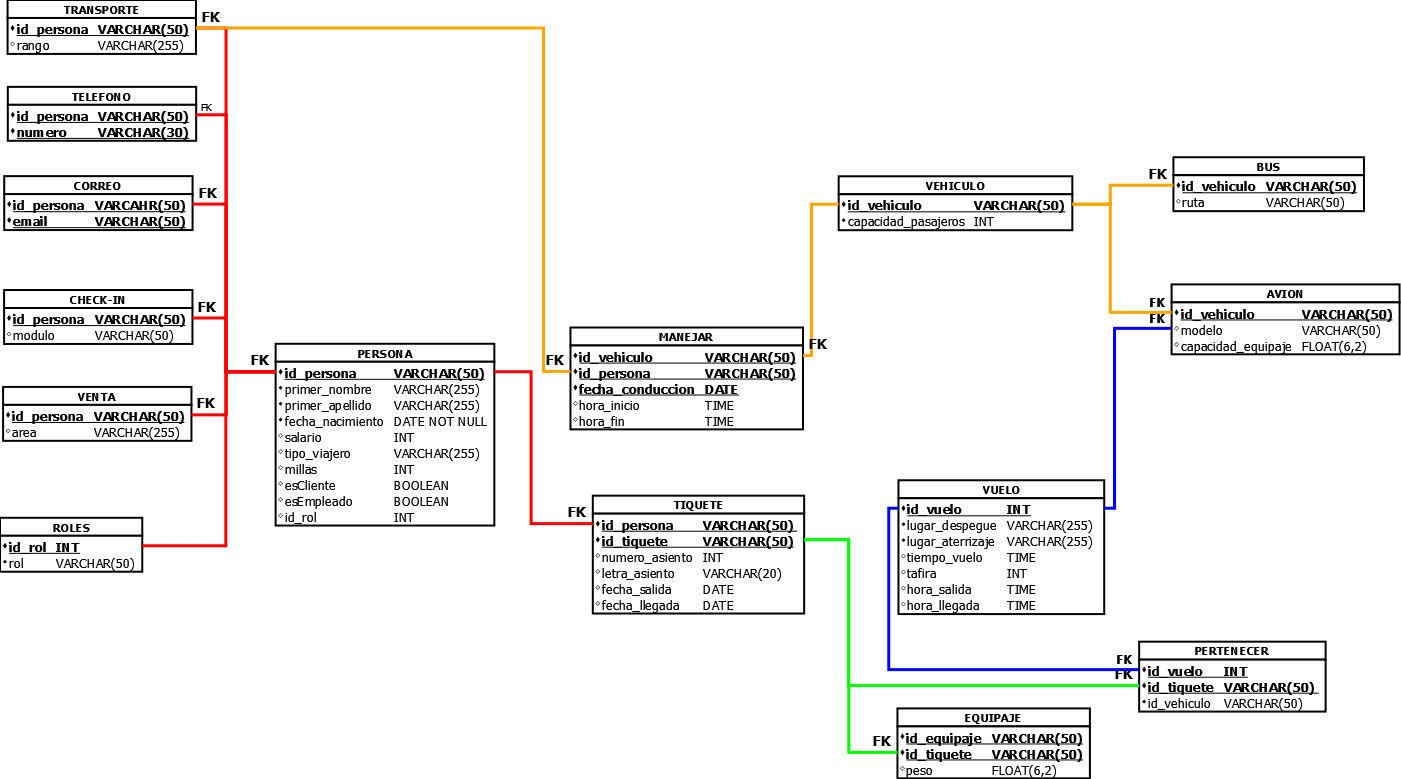 TRANSPORTE
id_persona VARCHAR(50)
rango VARCHAR(255)
FK
TELEFONO
id_persona VARCHAR(50)
numero VARCHAR(30)
FK
CORREO
id_persona VARCAHR(50)
email VARCHAR(50)
FK
CHECK-IN
id_persona VARCHAR(50)
modulo VARCHAR(50)
FK
VENTA
id_persona VARCHAR(50)
area VARCHAR(255)
FK
ROLES
id_rol INT
rol VARCHAR(50)
FK
PERSONA
id_persona VARCHAR(50)
primer_nombre VARCHAR(255)
primer_apellido VARCHAR(255)
fecha_nacimiento DATE NOT NULL
salario INT
tipo_viajero VARCHAR(255)
millas INT
esCliente BOOLEAN
esEmpleado BOOLEAN
id_rol INT
FK
MANEJAR
id_vehiculo VARCHAR(50)
id_persona VARCHAR(50)
fecha_conduccion DATE
hora_inicio TIME
hora_fin TIME
FK
FK
TIQUETE
id_persona VARCHAR(50)
id_tiquete VARCHAR(50)
numero_asiento INT
letra_asiento VARCHAR(20)
fecha_salida DATE
fecha_llegada DATE
VEHICULO
id_vehiculo VARCHAR(50)
capacidad_pasajeros INT
FK
BUS
id_vehiculo VARCHAR(50)
ruta VARCHAR(50)
FK
FK
AVION
id_vehiculo VARCHAR(50)
modelo VARCHAR(50)
capacidad_equipaje FLOAT(6,2)
VUELO
id_vuelo INT
lugar_despegue VARCHAR(255)
lugar_aterrizaje VARCHAR(255)
tiempo_vuelo TIME
tafira INT
hora_salida TIME
hora_llegada TIME
FK
FK
PERTENECER
id_vuelo INT
id_tiquete VARCHAR(50)
id_vehiculo VARCHAR(50)
FK
EQUIPAJE
id_equipaje VARCHAR(50)
id_tiquete VARCHAR(50)
peso FLOAT(6,2)